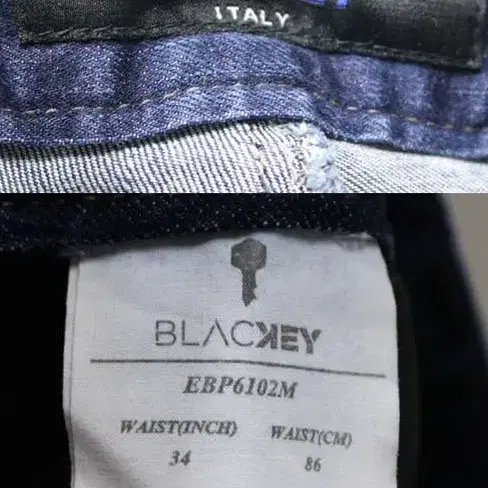 ITALY
BLACKEY
EBP6102M
WAIST(INCH) WAIST(CM)
34 86